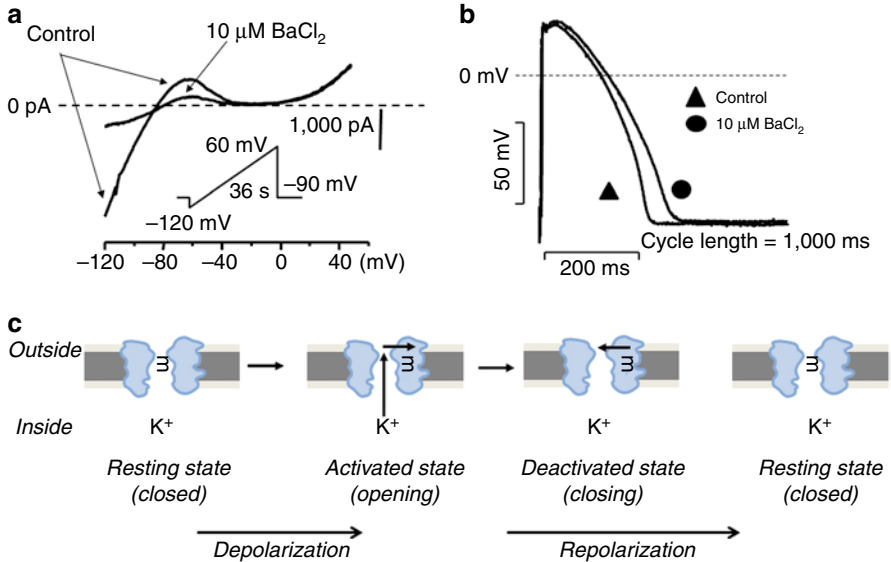 a
Control
10 μM BaCl₂
0 pA
1,000 pA
60 mV
36 s
−90 mV
−120 mV
−120 −80 −40 0 40 (mV)
b
0 mV
Control
10 μM BaCl₂
50 mV
Cycle length = 1,000 ms
200 ms
c
Outside
m m m m
Inside K⁺ K⁺ K⁺ K⁺
Resting state Activated state Deactivated state Resting state
(closed) (opening) (closing) (closed)
Depolarization Repolarization